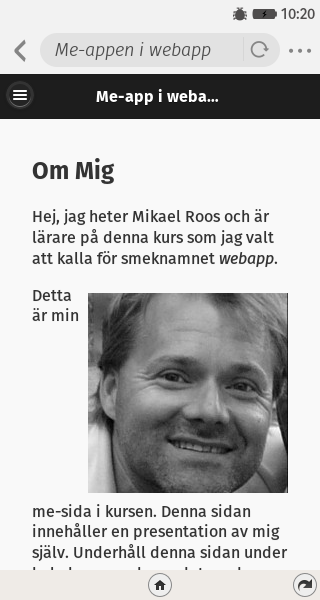 10:20
Me-appen i webapp
Me-app i weba...
Om Mig
Hej, jag heter Mikael Roos och är
lärare på denna kurs som jag valt
att kalla för smeknamnet webapp.
Detta
är min
me-sida i kursen. Denna sidan
innehåller en presentation av mig
själv. Underhåll denna sidan under